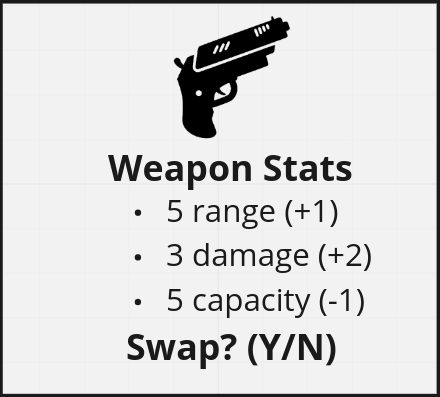 Weapon Stats
• 5 range (+1)
• 3 damage (+2)
• 5 capacity (-1)
Swap? (Y/N)